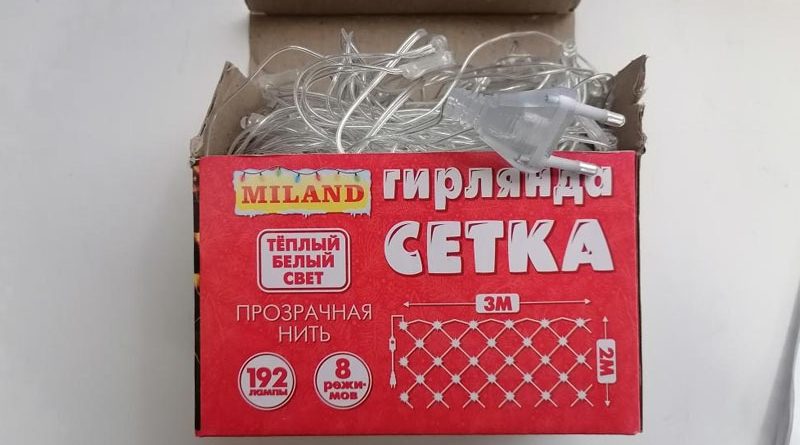 MILAND
гирлянда
СЕТКА
ТЁПЛЫЙ
БЕЛЫЙ
СВЕТ
ПРОЗРАЧНАЯ
НИТЬ
192
лампы
8
режи-
мов
3М
2М